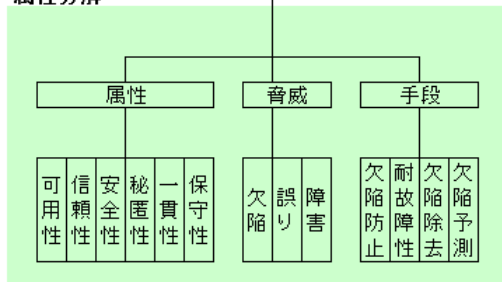 属性 脅威 手段
可用性 信頼性 安全性 秘匿性 一貫性 保守性 欠陥 誤り 障害 欠陥防止 耐故障性 欠陥除去 欠陥予測